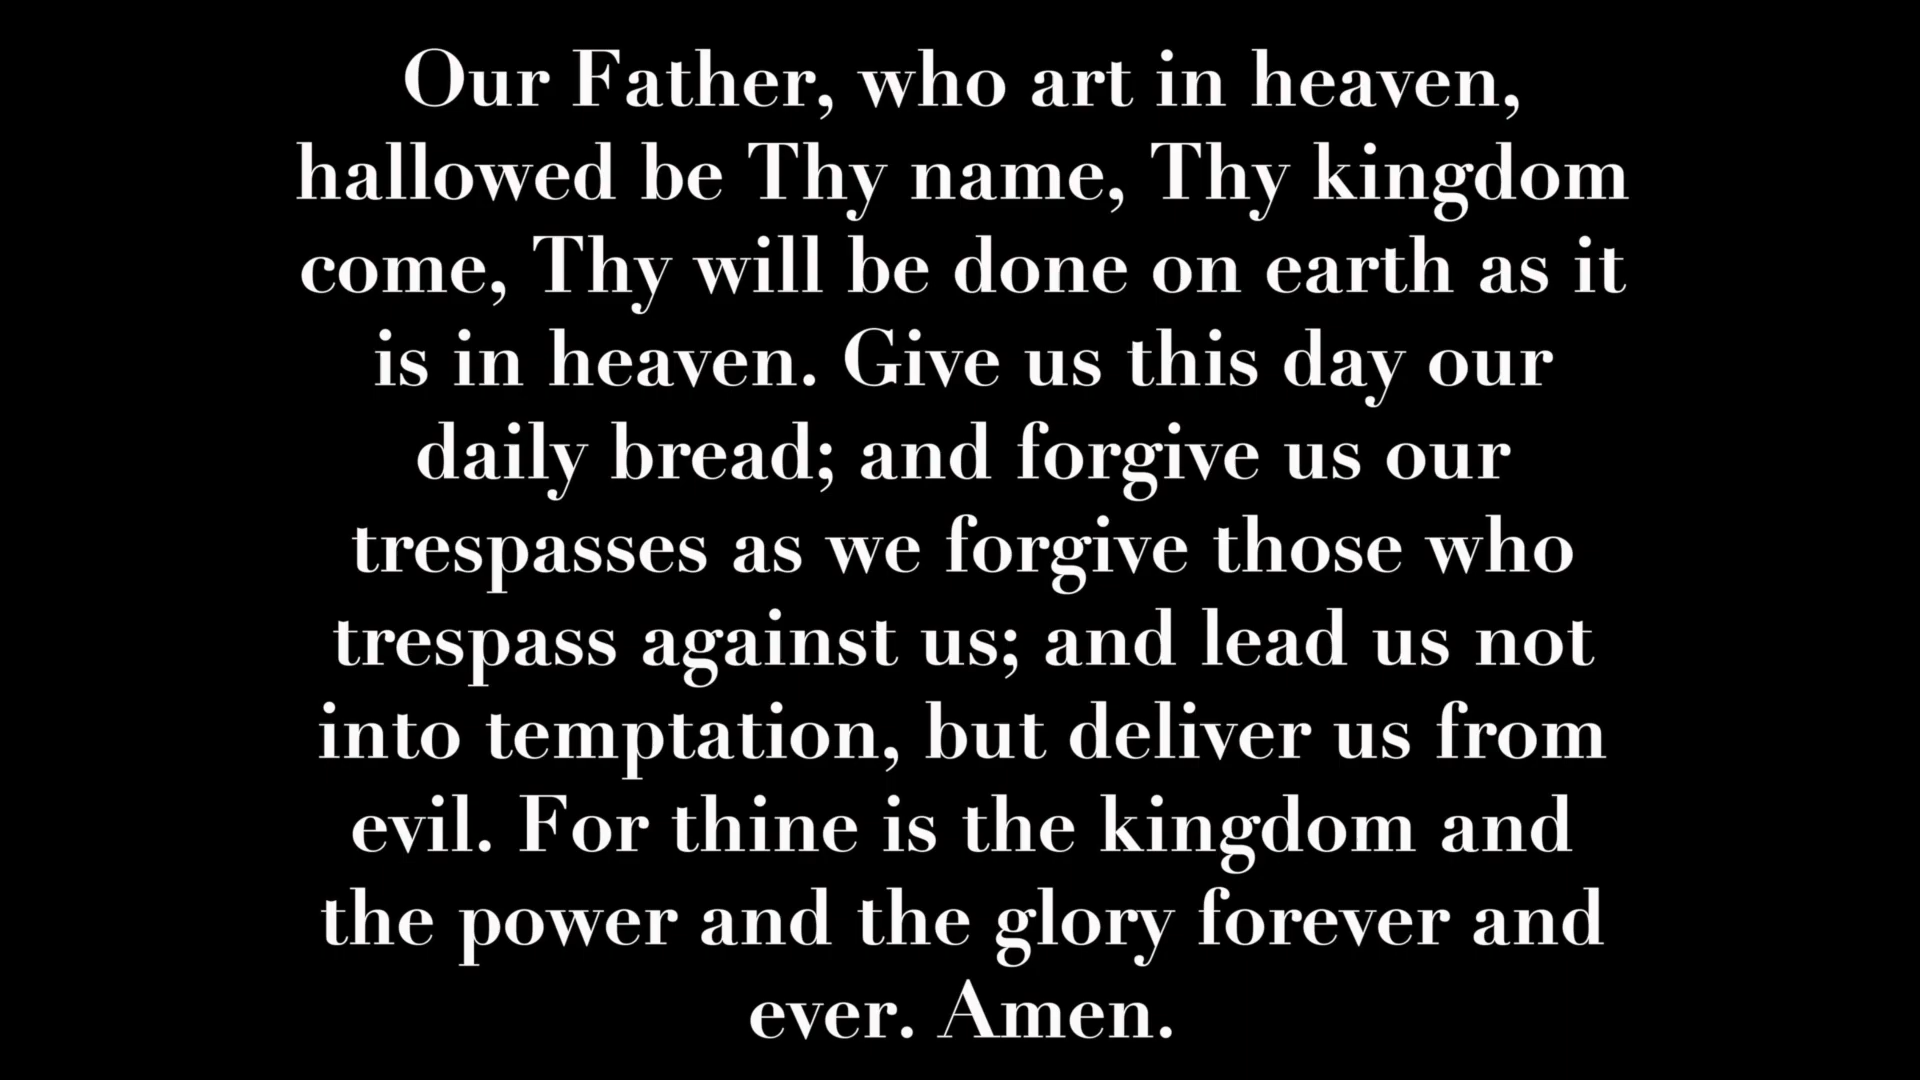 Our Father, who art in heaven,
hallowed be Thy name, Thy kingdom
come, Thy will be done on earth as it
is in heaven. Give us this day our
daily bread; and forgive us our
trespasses as we forgive those who
trespass against us; and lead us not
into temptation, but deliver us from
evil. For thine is the kingdom and
the power and the glory forever and
ever. Amen.